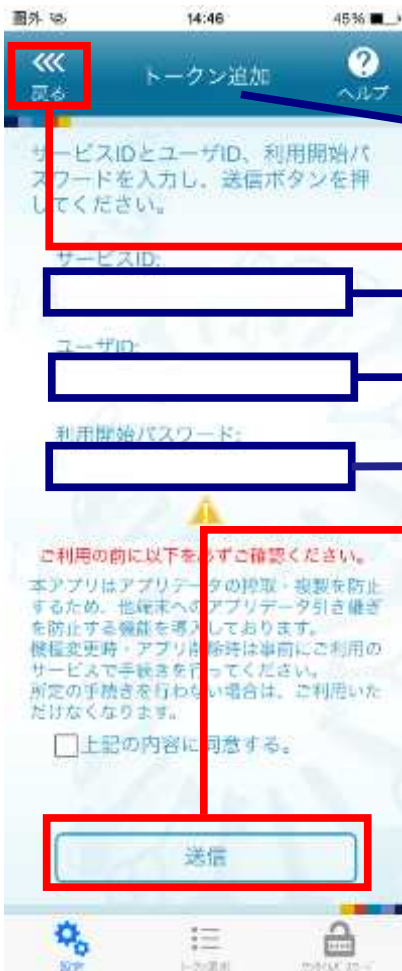 圏外
14:46
45%
戻る
トークン追加
ヘルプ
サービスIDとユーザID、利用開始パ
スワードを入力し、送信ボタンを押
してください。
サービスID:
ユーザID:
利用開始パスワード:
ご利用の前に以下を必ずご確認ください。
本アプリはアプリデータの搾取・複製を防止
するため、他端末へのアプリデータ引き継ぎ
を防止する機能を導入しております。
機種変更時・アプリ削除時は事前にご利用の
サービスで手続きを行ってください。
所定の手続きを行わない場合は、ご利用いた
だけなくなります。
上記の内容に同意する。
送信
設定